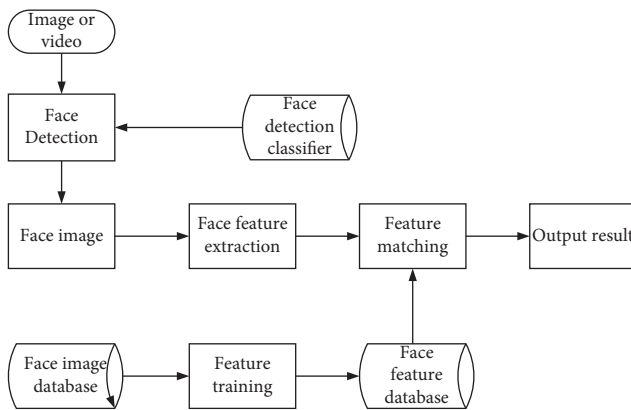 Image or
video
Face
Detection
Face
detection
classifier
Face image
Face feature
extraction
Feature
matching
Output result
Face image
database
Feature
training
Face
feature
database